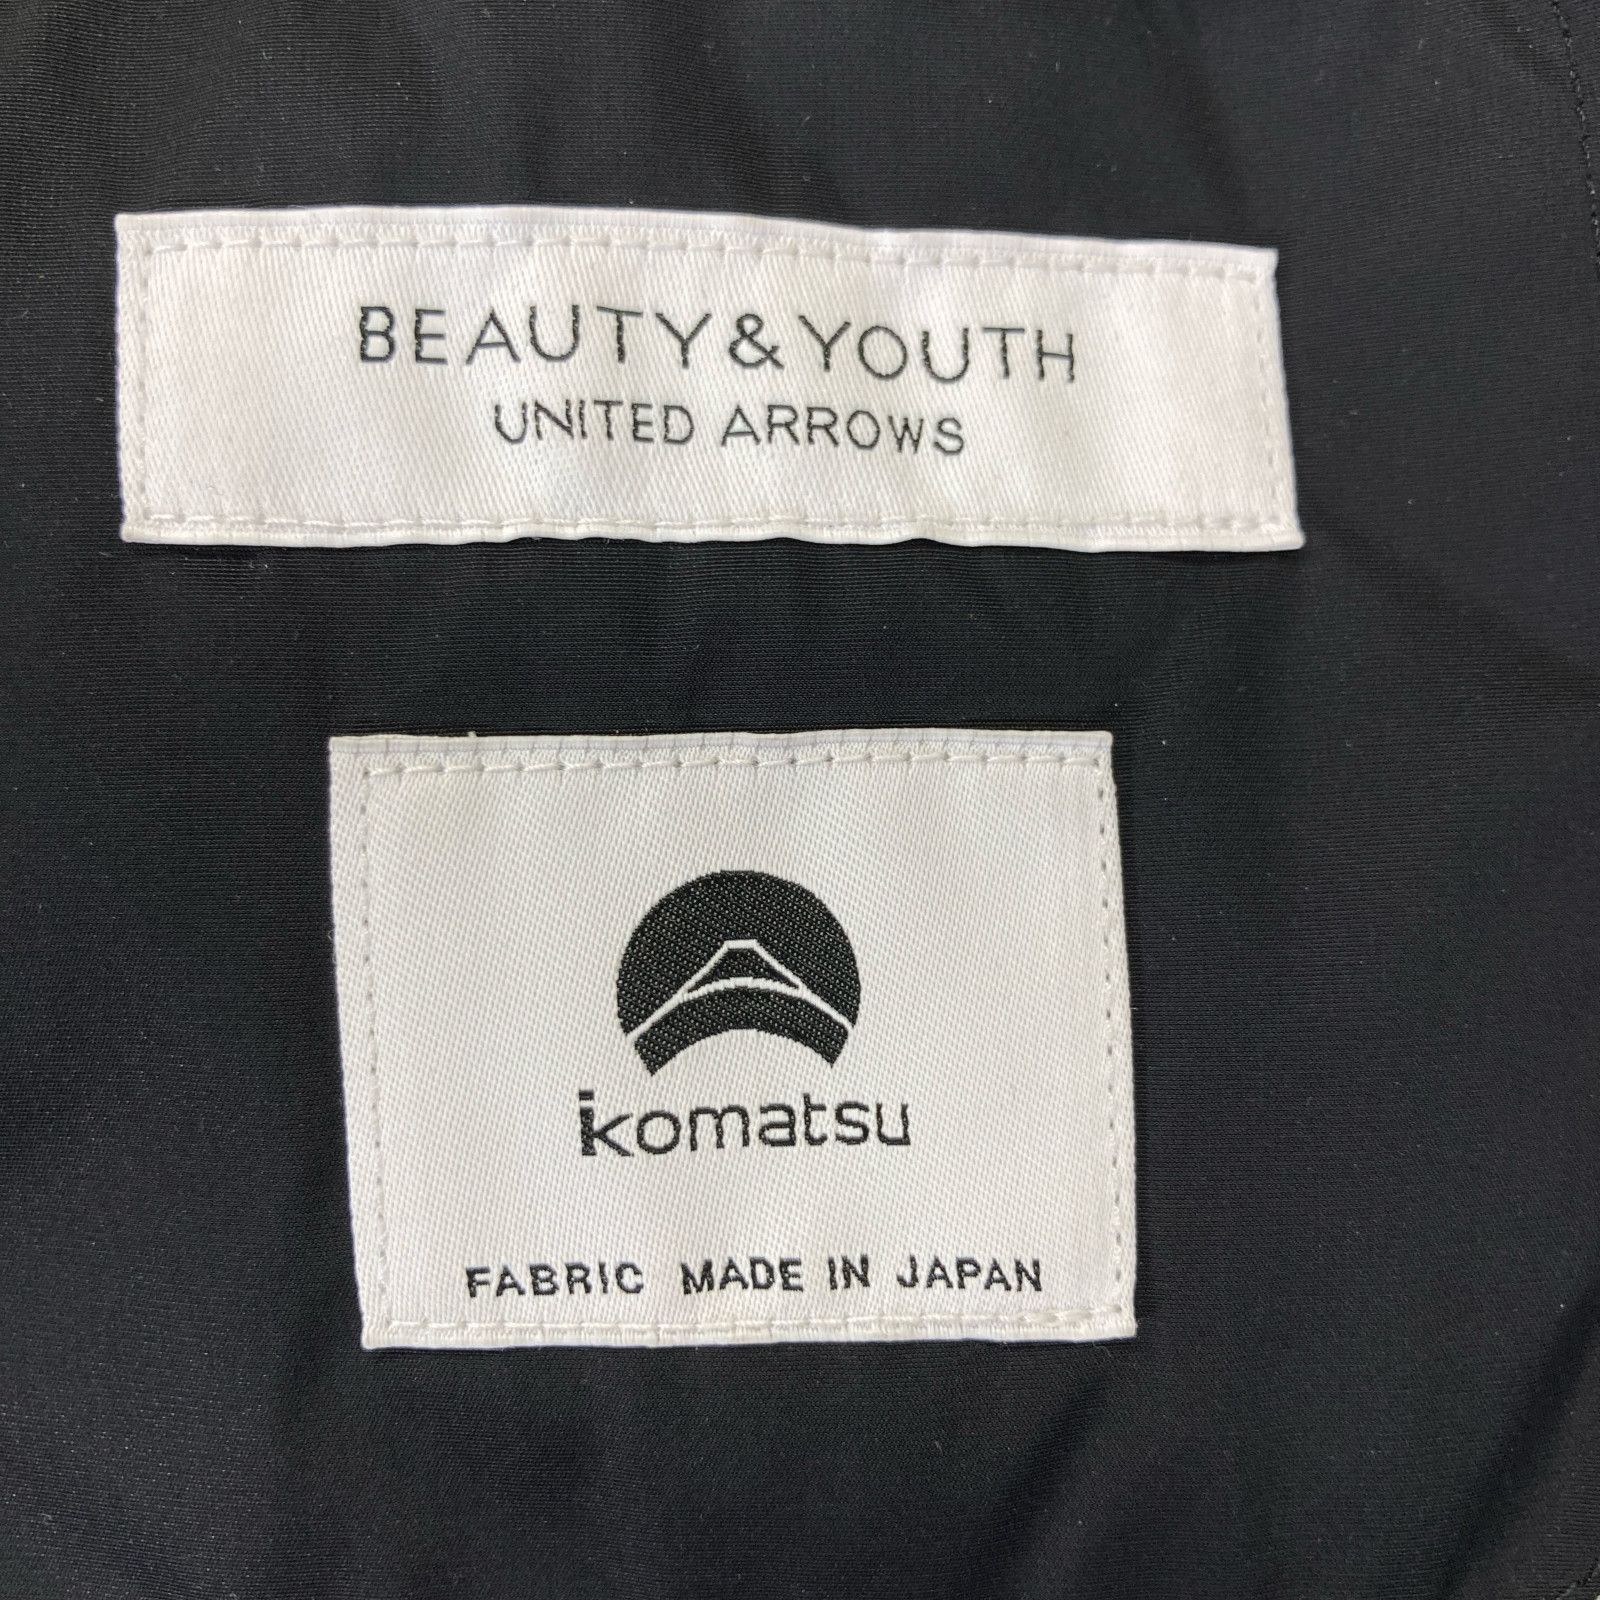 BEAUTY&YOUTH
UNITED ARROWS
komatsu
FABRIC MADE IN JAPAN